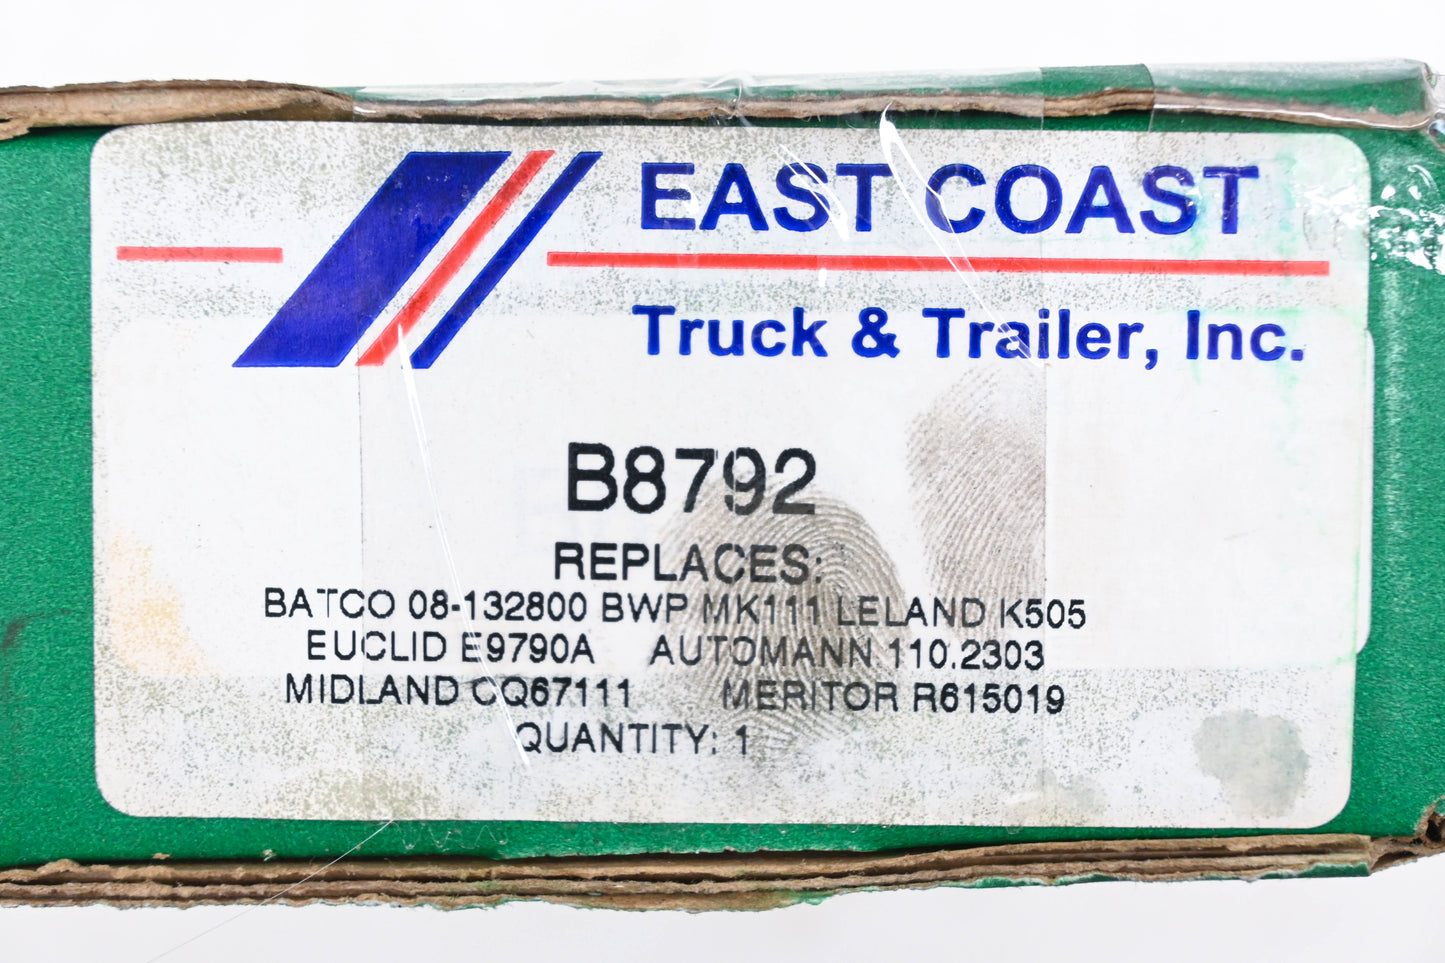 EAST COAST
Truck & Trailer, Inc.
B8792
REPLACES:
BATCO 08-132800 BWP MK111 LELAND K505
EUCLID E9790A AUTOMANN 110.2303
MIDLAND CQ67111 MERITOR R615019
QUANTITY: 1